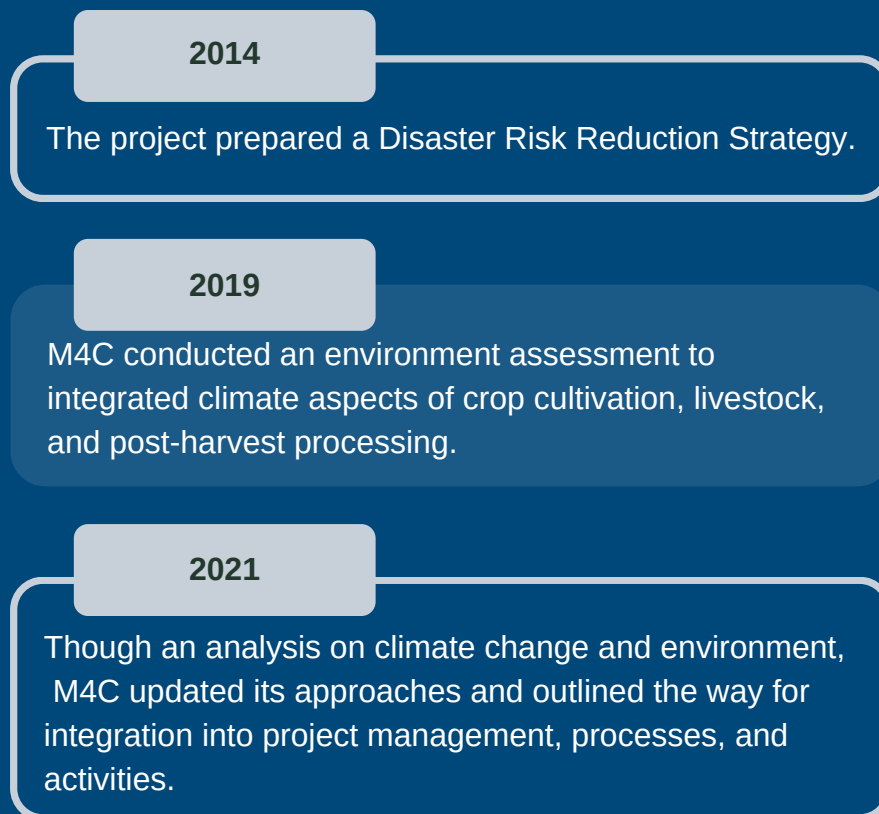 2014
The project prepared a Disaster Risk Reduction Strategy.
2019
M4C conducted an environment assessment to
integrated climate aspects of crop cultivation, livestock,
and post-harvest processing.
2021
Though an analysis on climate change and environment,
M4C updated its approaches and outlined the way for
integration into project management, processes, and
activities.